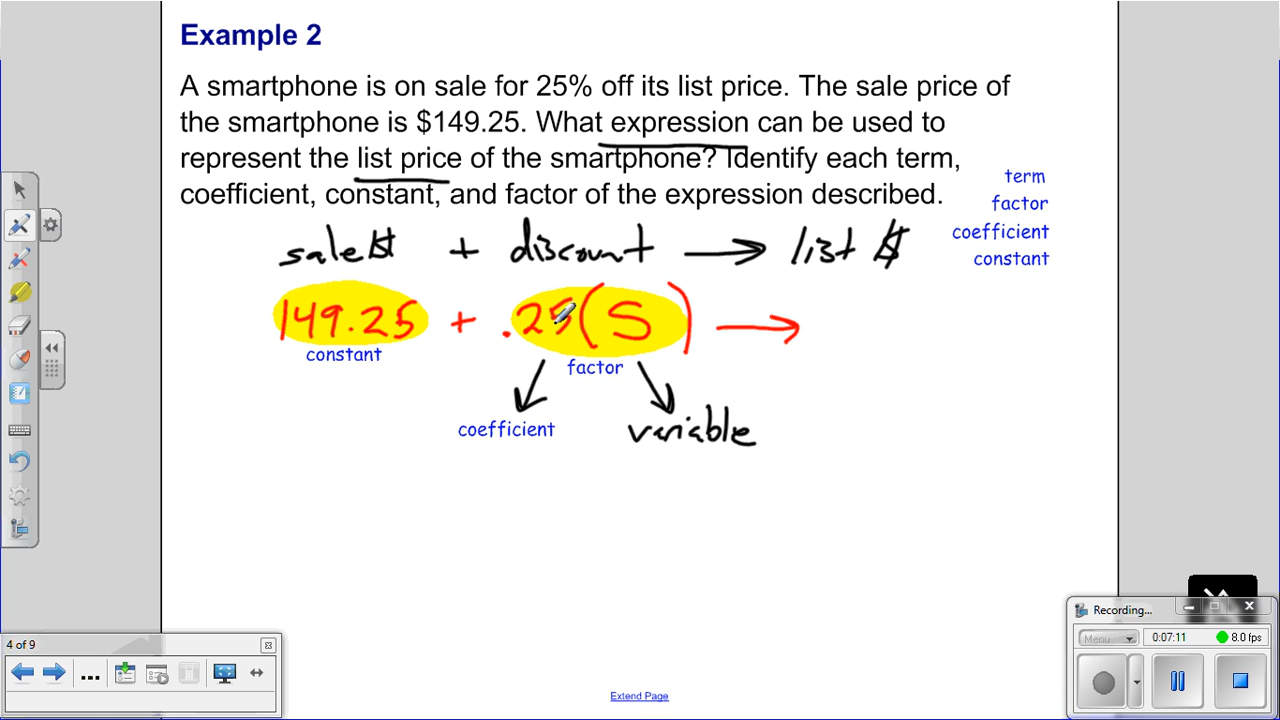 Example 2
A smartphone is on sale for 25% off its list price. The sale price of
the smartphone is $149.25. What expression can be used to
represent the list price of the smartphone? Identify each term,
coefficient, constant, and factor of the expression described.
term
factor
coefficient
constant
sale $ + discount → list $
149.25 + .25(S) →
constant
factor
coefficient
variable
4 of 9
...
Extend Page
Recording...
Menu
0:07:11
8.0 fps